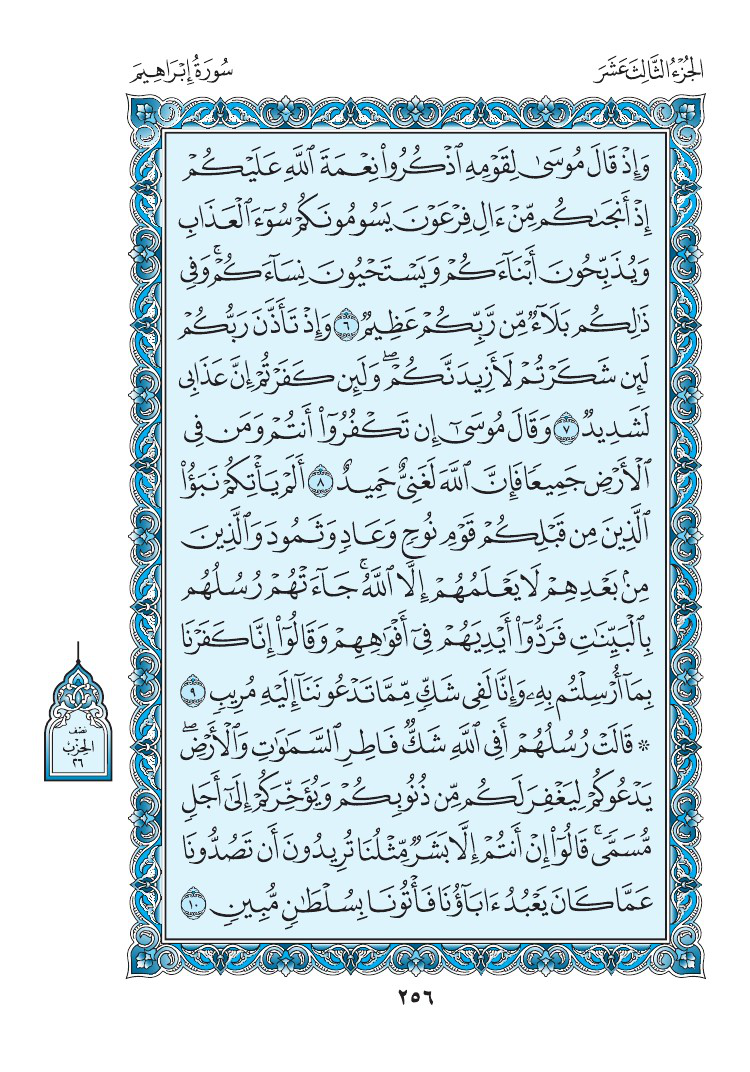 الجُزْءُ الثَّالِثَ عَشَرَ
سُورَةُ إِبْرَاهِيمَ
وَإِذْ قَالَ مُوسَىٰ لِقَوْمِهِ ٱذْكُرُوا۟ نِعْمَةَ ٱللَّهِ عَلَيْكُمْ
إِذْ أَنجَىٰكُم مِّنْ ءَالِ فِرْعَوْنَ يَسُومُونَكُمْ سُوٓءَ ٱلْعَذَابِ
وَيُذَبِّحُونَ أَبْنَآءَكُمْ وَيَسْتَحْيُونَ نِسَآءَكُمْ ۚ وَفِى
ذَٰلِكُم بَلَآءٌ مِّن رَّبِّكُمْ عَظِيمٌ ٦ وَإِذْ تَأَذَّنَ رَبُّكُمْ
لَئِن شَكَرْتُمْ لَأَزِيدَنَّكُمْ ۖ وَلَئِن كَفَرْتُمْ إِنَّ عَذَابِى
لَشَدِيدٌ ٧ وَقَالَ مُوسَىٰٓ إِن تَكْفُرُوٓا۟ أَنتُمْ وَمَن فِى
ٱلْأَرْضِ جَمِيعًا فَإِنَّ ٱللَّهَ لَغَنِىٌّ حَمِيدٌ ٨ أَلَمْ يَأْتِكُمْ نَبَؤُا۟
ٱلَّذِينَ مِن قَبْلِكُمْ قَوْمِ نُوحٍ وَعَادٍ وَثَمُودَ وَٱلَّذِينَ
مِنۢ بَعْدِهِمْ لَا يَعْلَمُهُمْ إِلَّا ٱللَّهُ ۚ جَآءَتْهُمْ رُسُلُهُم
بِٱلْبَيِّنَٰتِ فَرَدُّوٓا۟ أَيْدِيَهُمْ فِىٓ أَفْوَٰهِهِمْ وَقَالُوٓا۟ إِنَّا كَفَرْنَا
بِمَآ أُرْسِلْتُم بِهِۦ وَإِنَّا لَفِى شَكٍّ مِّمَّا تَدْعُونَنَآ إِلَيْهِ مُرِيبٍ ٩
۞ قَالَتْ رُسُلُهُمْ أَفِى ٱللَّهِ شَكٌّ فَاطِرِ ٱلسَّمَٰوَٰتِ وَٱلْأَرْضِ ۖ
يَدْعُوكُمْ لِيَغْفِرَ لَكُم مِّن ذُنُوبِكُمْ وَيُؤَخِّرَكُمْ إِلَىٰٓ أَجَلٍ
مُّسَمًّى ۚ قَالُوٓا۟ إِنْ أَنتُمْ إِلَّا بَشَرٌ مِّثْلُنَا تُرِيدُونَ أَن تَصُدُّونَا
عَمَّا كَانَ يَعْبُدُ ءَابَآؤُنَا فَأْتُونَا بِسُلْطَٰنٍ مُّبِينٍ ١٠
نصف
الحزب
٢٦
٢٥٦